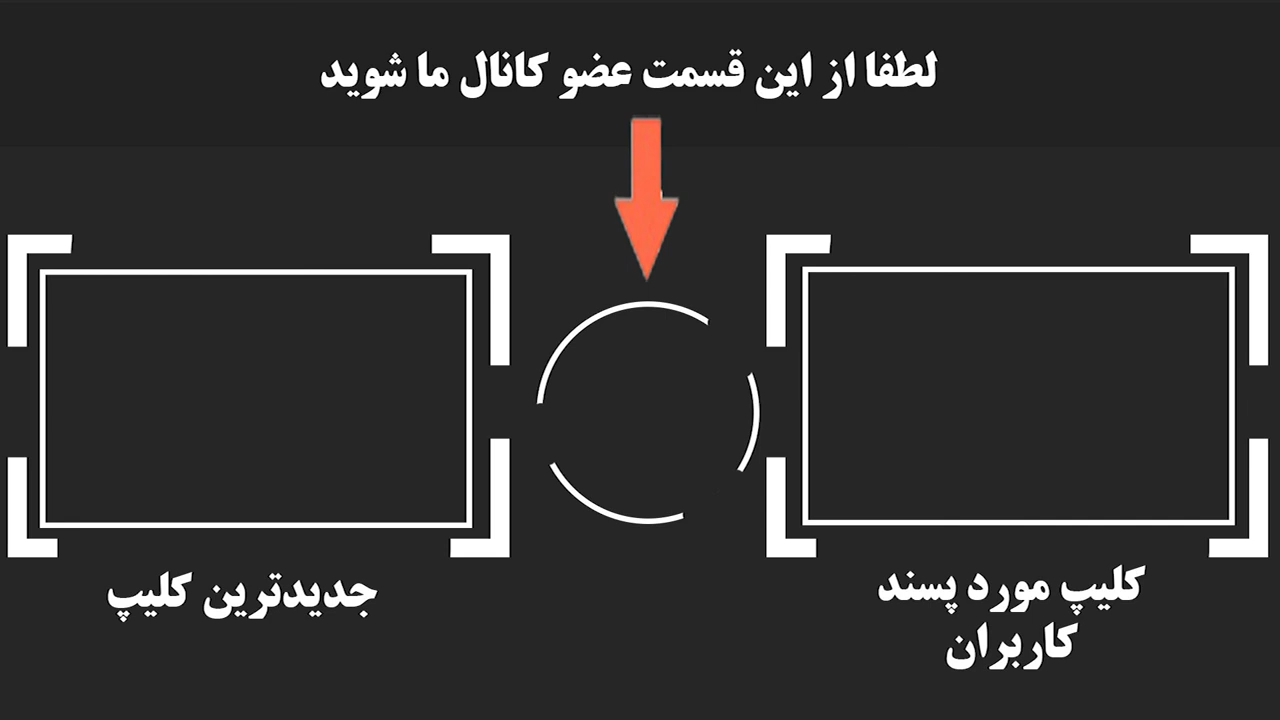 لطفا از این قسمت عضو کانال ما شوید
کلیپ مورد پسند
کاربران
جدیدترین کلیپ